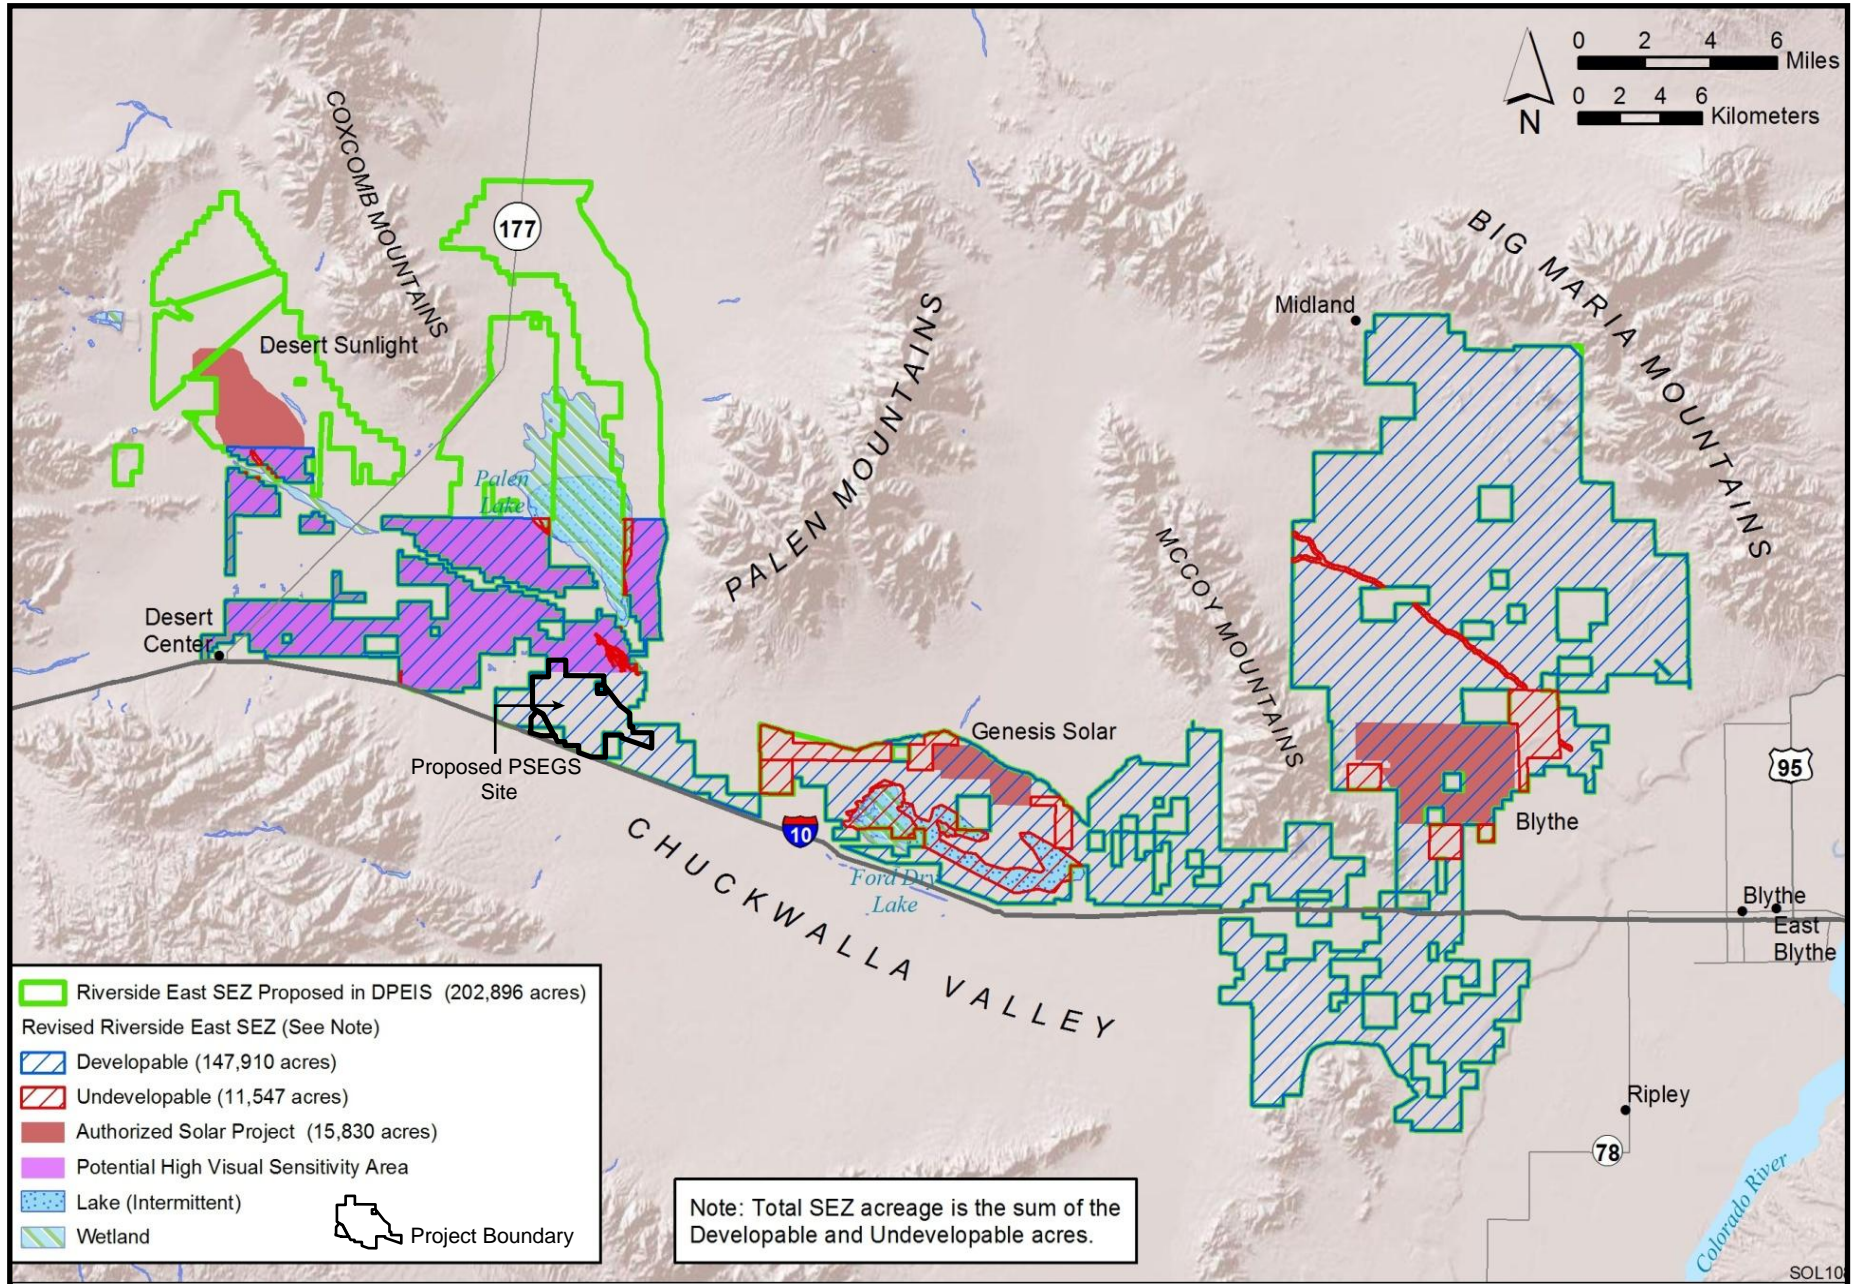 0 2 4 6
Miles
0 2 4 6
Kilometers
N
COXCOMB MOUNTAINS
177
BIG MARIA MOUNTAINS
Midland
Desert Sunlight
PALEN MOUNTAINS
Palen
Lake
MCCOY MOUNTAINS
Desert
Center
Genesis Solar
Proposed PSEGS
Site
95
10
Blythe
CHUCKWALLA VALLEY
Ford Dry
Lake
Blythe
East
Blythe
Riverside East SEZ Proposed in DPEIS (202,896 acres)
Revised Riverside East SEZ (See Note)
Developable (147,910 acres)
Undevelopable (11,547 acres)
Authorized Solar Project (15,830 acres)
Potential High Visual Sensitivity Area
Lake (Intermittent)
Wetland
Project Boundary
Note: Total SEZ acreage is the sum of the
Developable and Undevelopable acres.
Ripley
78
Colorado River